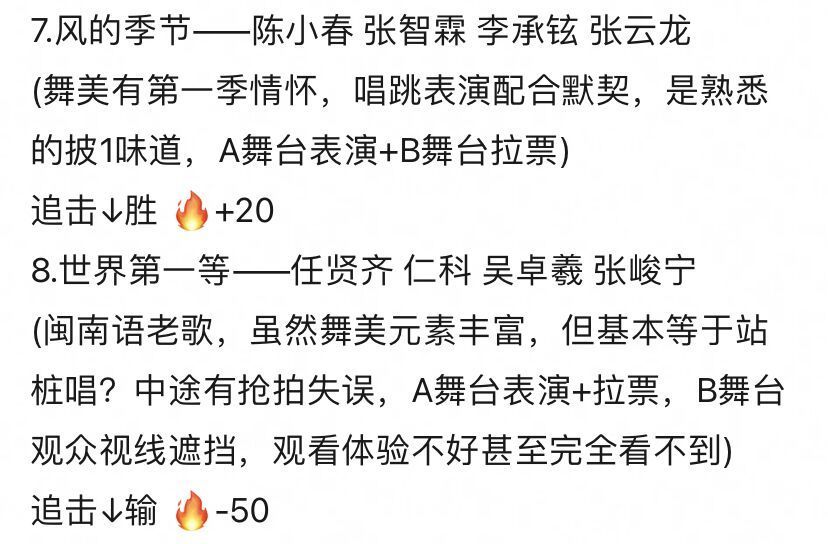 7.风的季节——陈小春 张智霖 李承铉 张云龙
(舞美有第一季情怀，唱跳表演配合默契，是熟悉
的披1味道，A舞台表演+B舞台拉票)
追击↓胜 🔥+20
8.世界第一等——任贤齐 仁科 吴卓羲 张峻宁
(闽南语老歌，虽然舞美元素丰富，但基本等于站
桩唱？中途有抢拍失误，A舞台表演+拉票，B舞台
观众视线遮挡，观看体验不好甚至完全看不到)
追击↓输 🔥-50